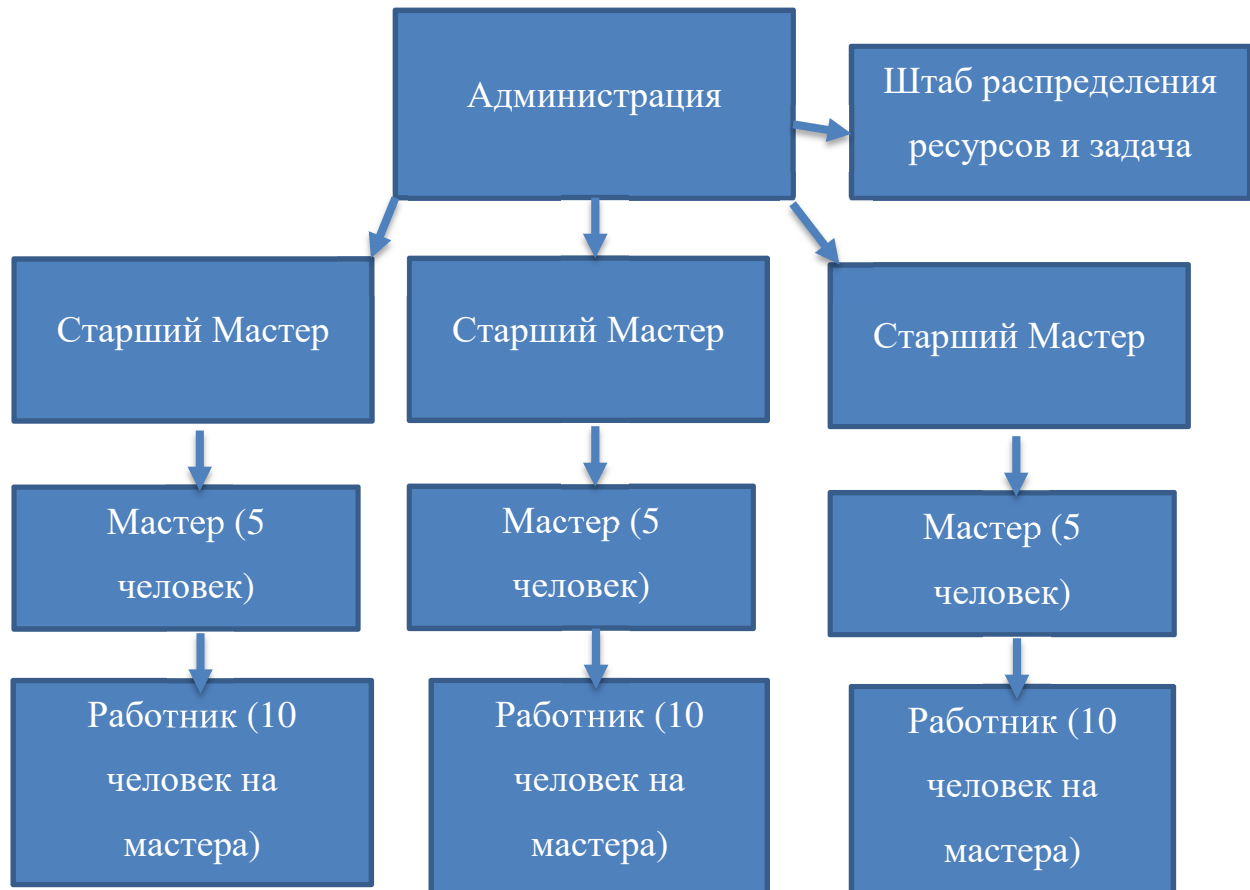 Администрация
Штаб распределения
ресурсов и задача
Старший Мастер
Старший Мастер
Старший Мастер
Мастер (5
человек)
Мастер (5
человек)
Мастер (5
человек)
Работник (10
человек на
мастера)
Работник (10
человек на
мастера)
Работник (10
человек на
мастера)